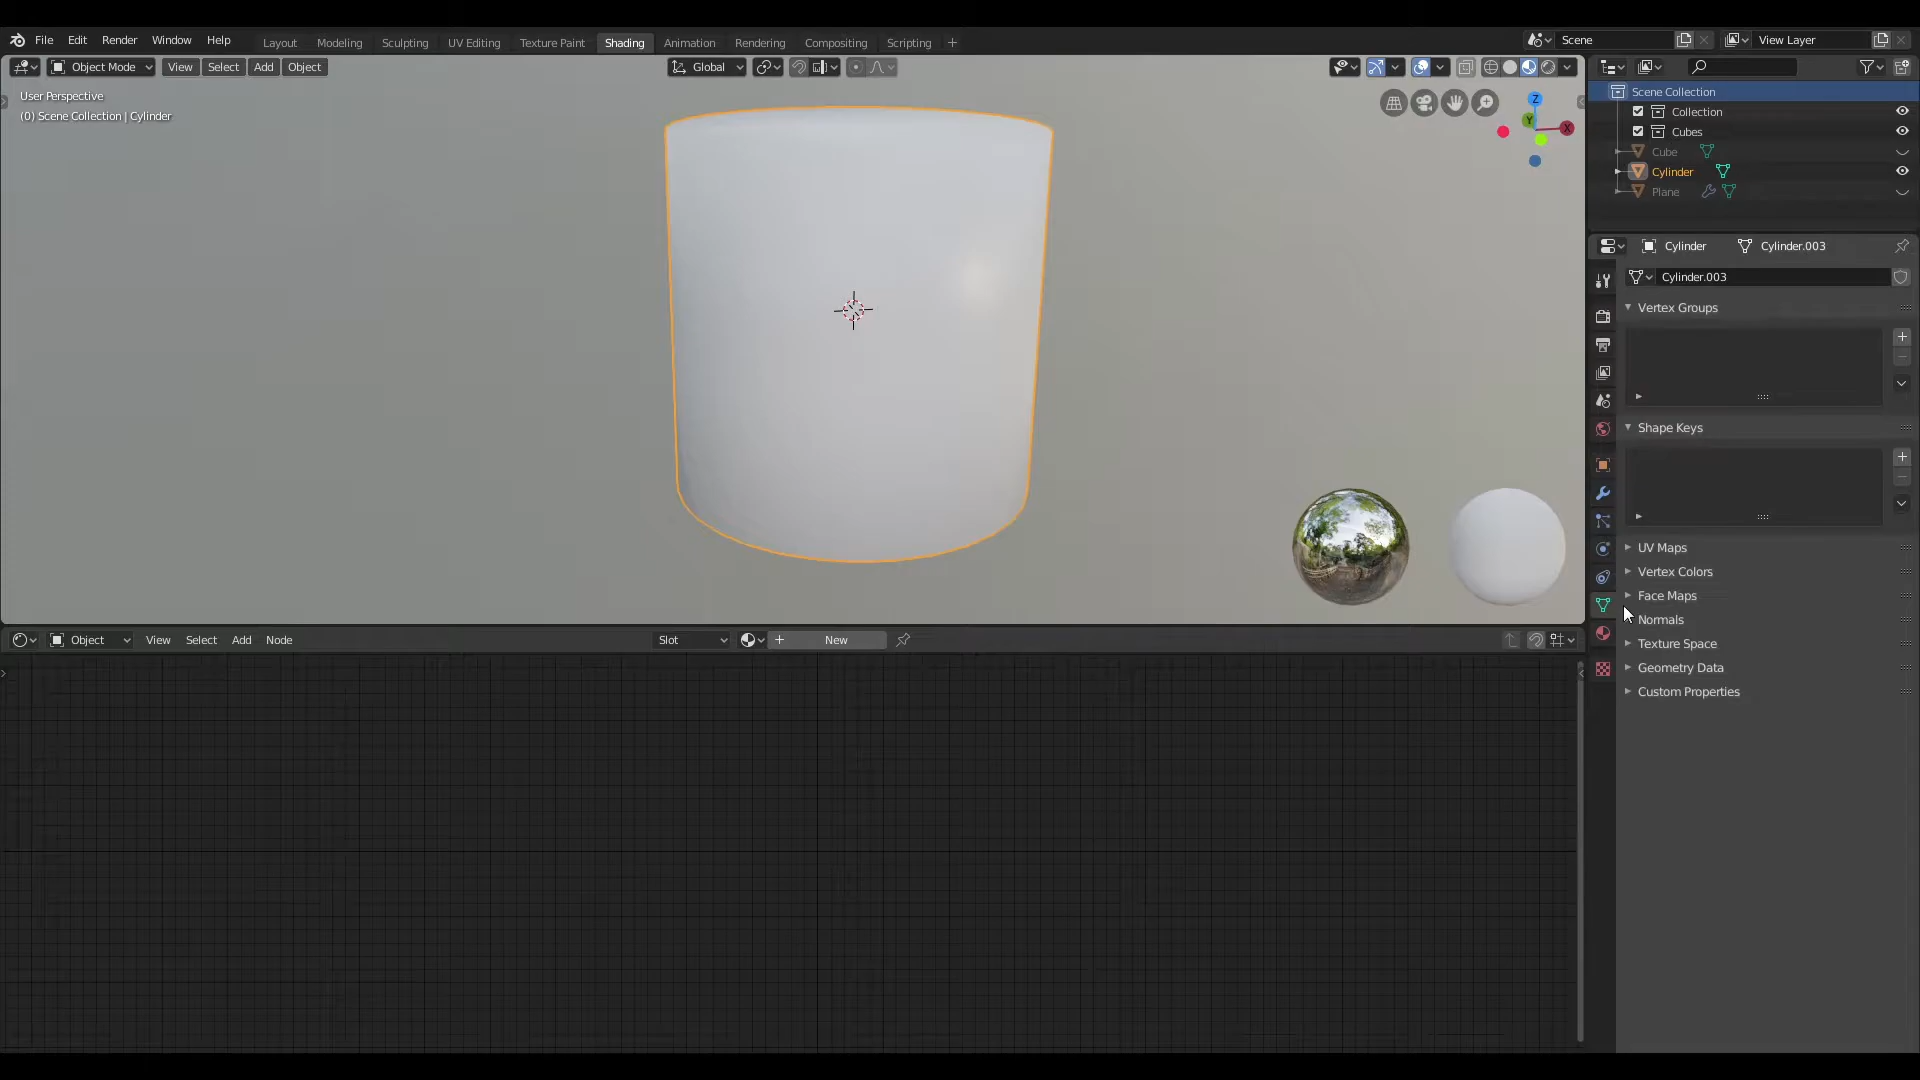 File Edit Render Window Help Layout Modeling Sculpting UV Editing Texture Paint Shading Animation Rendering Compositing Scripting + Scene View Layer
Object Mode View Select Add Object Global
User Perspective
(0) Scene Collection | Cylinder
Z
Y
X
Scene Collection
Collection
Cubes
Cube
Cylinder
Plane
Cylinder Cylinder.003
Cylinder.003
Vertex Groups
Shape Keys
UV Maps
Vertex Colors
Face Maps
Normals
Texture Space
Geometry Data
Custom Properties
Object View Select Add Node Slot + New